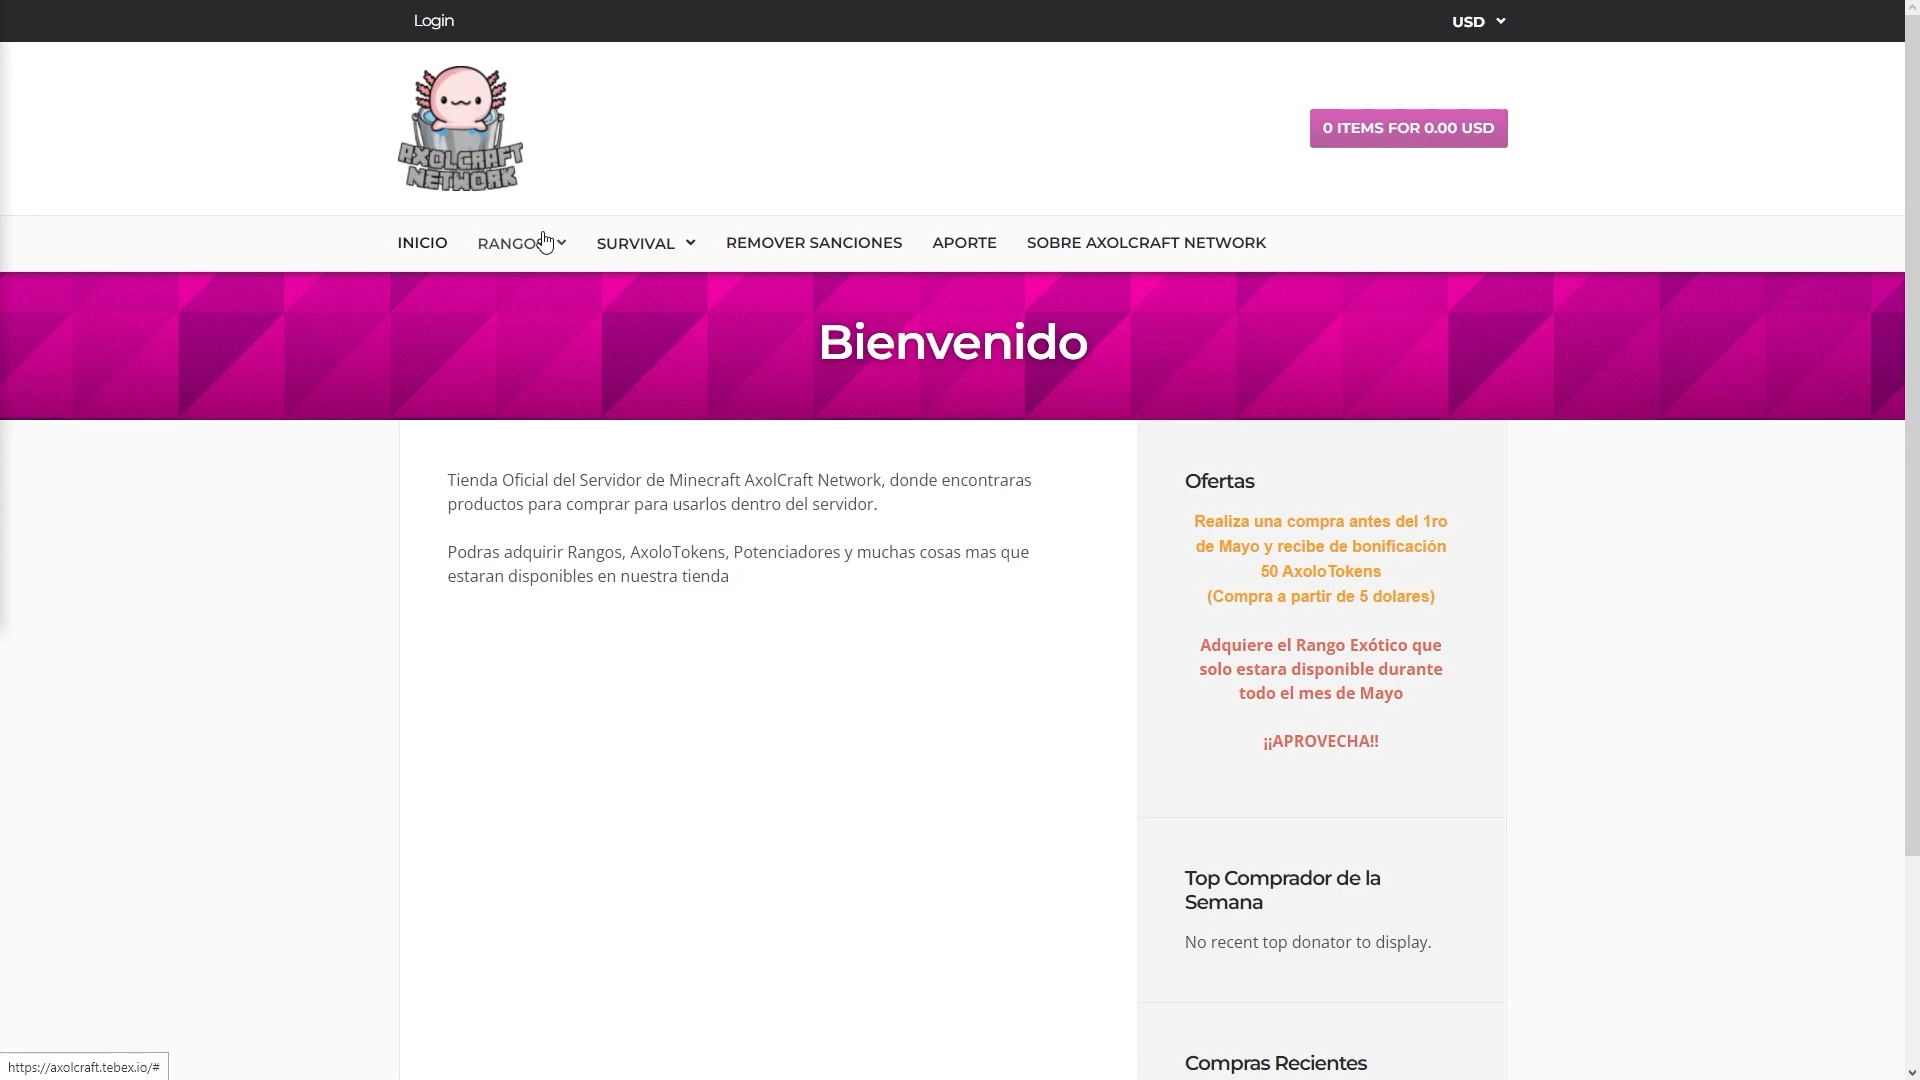 Login
USD
AXOLCRAFT
NETWORK
0 ITEMS FOR 0.00 USD
INICIO
RANGOS
SURVIVAL
REMOVER SANCIONES
APORTE
SOBRE AXOLCRAFT NETWORK
Bienvenido
Tienda Oficial del Servidor de Minecraft AxolCraft Network, donde encontraras
productos para comprar para usarlos dentro del servidor.
Podras adquirir Rangos, AxoloTokens, Potenciadores y muchas cosas mas que
estaran disponibles en nuestra tienda
Ofertas
Realiza una compra antes del 1ro
de Mayo y recibe de bonificación
50 AxoloTokens
(Compra a partir de 5 dolares)
Adquiere el Rango Exótico que
solo estara disponible durante
todo el mes de Mayo
¡¡APROVECHA!!
Top Comprador de la
Semana
No recent top donator to display.
Compras Recientes
https://axolcraft.tebex.io/#